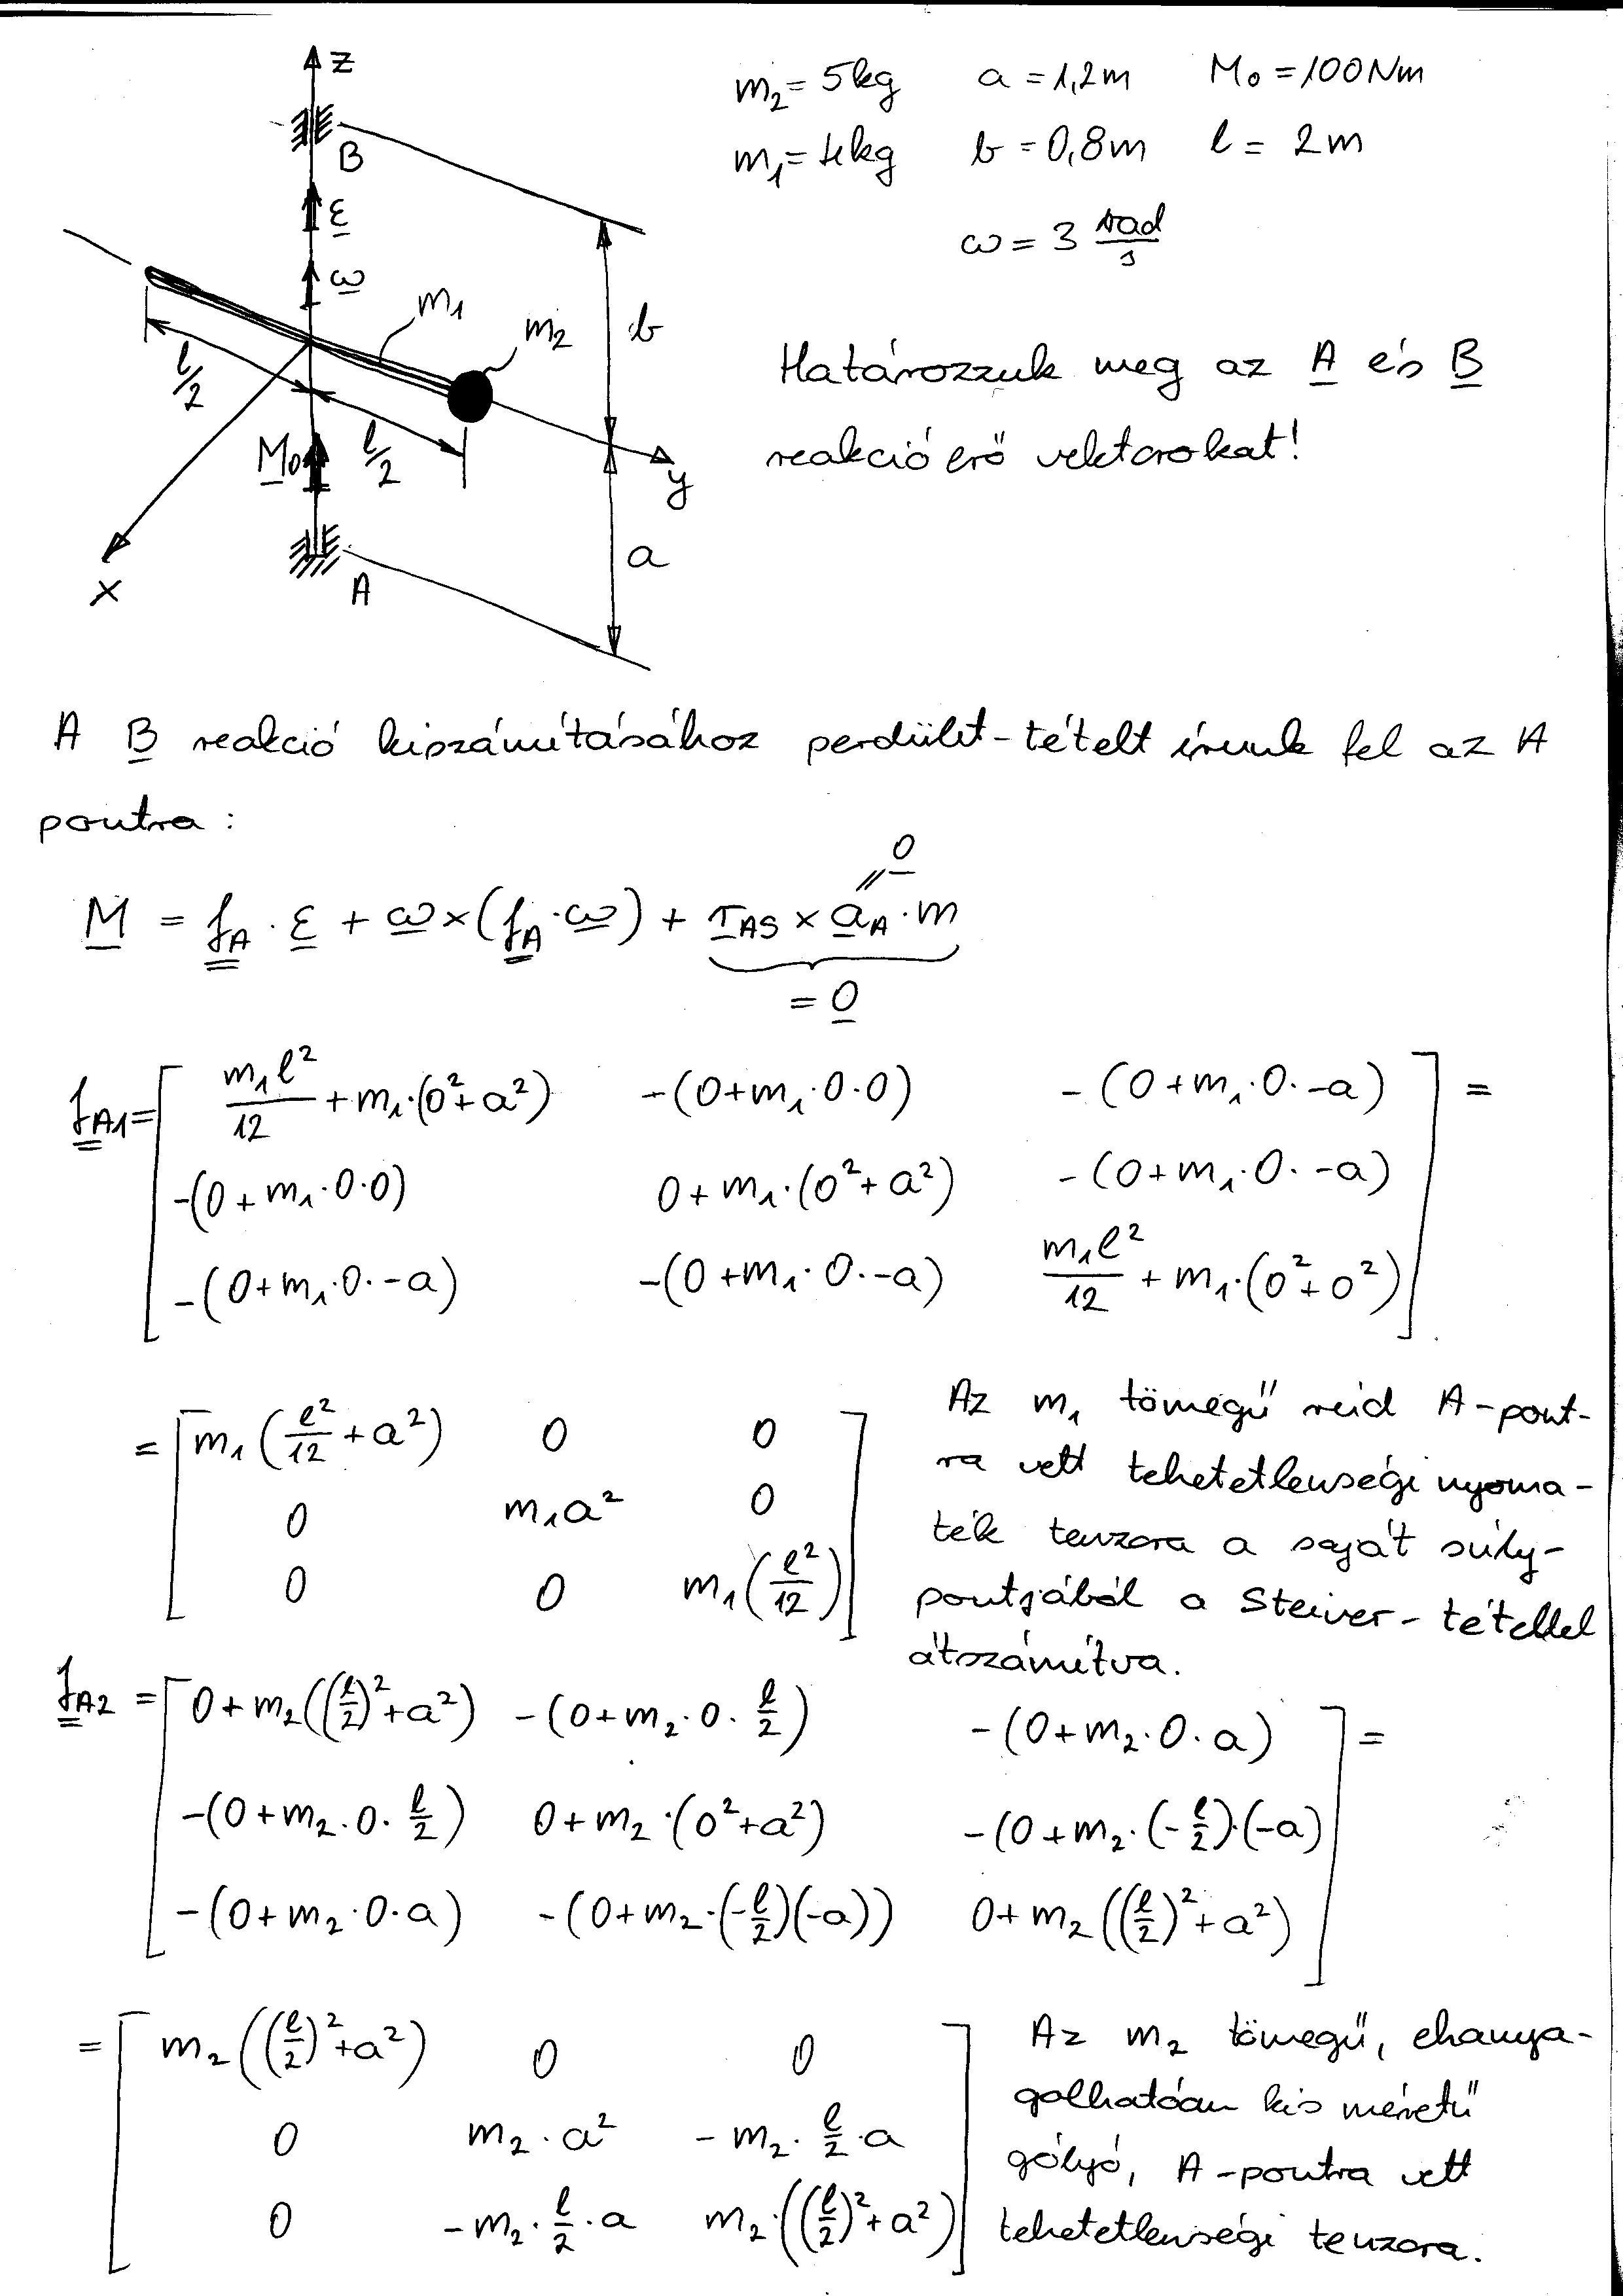 z
B
ε
ω
m₁
m₂
b
l/2
M₀
l/2
y
a
x
A
m₂ = 5kg a = 1,2m M₀ = 100Nm
m₁ = 4kg b = 0,8m l = 2m
ω = 3 rad/s
Határozzuk meg az A és B
reakció erő vektorokat!
A B reakció kiszámításához perdület-tételt írunk fel az A
pontra :
0
M = J_A · ε + ω × (J_A · ω) + r_AS × a_A · m
= 0
J_A1 = [ m₁l²/12 + m₁·(0²+a²) -(0+m₁·0·0) -(0+m₁·0·-a) ] =
-(0+m₁·0·0) 0+m₁·(0²+a²) -(0+m₁·0·-a)
-(0+m₁·0·-a) -(0+m₁·0·-a) m₁l²/12 + m₁·(0²+0²)
= [ m₁(l²/12 + a²) 0 0 ]
0 m₁a² 0
0 0 m₁(l²/12)
Az m₁ tömegű rúd A-pont-
ra vett tehetetlenségi nyoma-
ték tenzora a saját súly-
pontjából a Steiner-tétellel
átszámítva.
J_A2 = [ 0+m₂((l/2)²+a²) -(0+m₂·0·l/2) -(0+m₂·0·a) ] =
-(0+m₂·0·l/2) 0+m₂·(0²+a²) -(0+m₂·(-l/2)·(-a)
-(0+m₂·0·a) -(0+m₂·(-l/2)(-a)) 0+m₂((l/2)²+a²)
= [ m₂((l/2)²+a²) 0 0 ]
0 m₂·a² -m₂·l/2·a
0 -m₂·l/2·a m₂·((l/2)²+a²)
Az m₂ tömegű, elhanya-
golhatóan kis méretű
gólyó, A-pontra vett
tehetetlenségi tenzora.